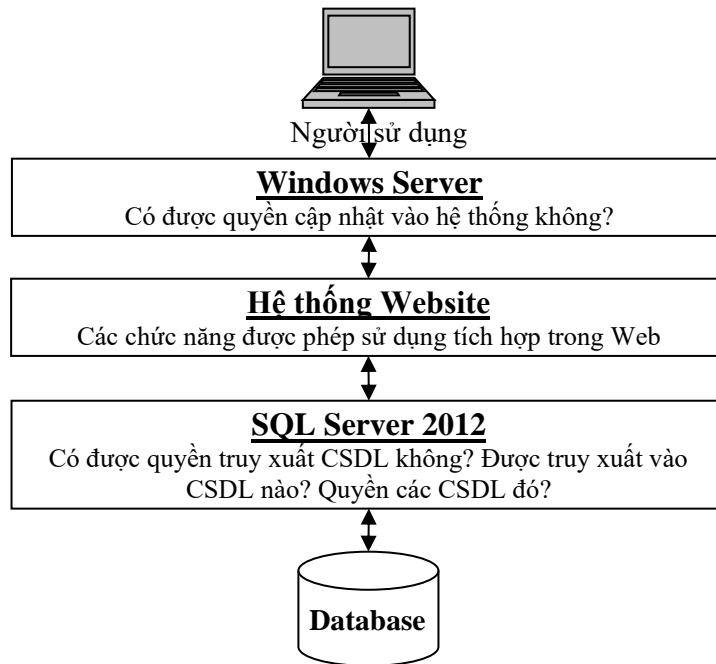 Người sử dụng
Windows Server
Có được quyền cập nhật vào hệ thống không?
Hệ thống Website
Các chức năng được phép sử dụng tích hợp trong Web
SQL Server 2012
Có được quyền truy xuất CSDL không? Được truy xuất vào
CSDL nào? Quyền các CSDL đó?
Database